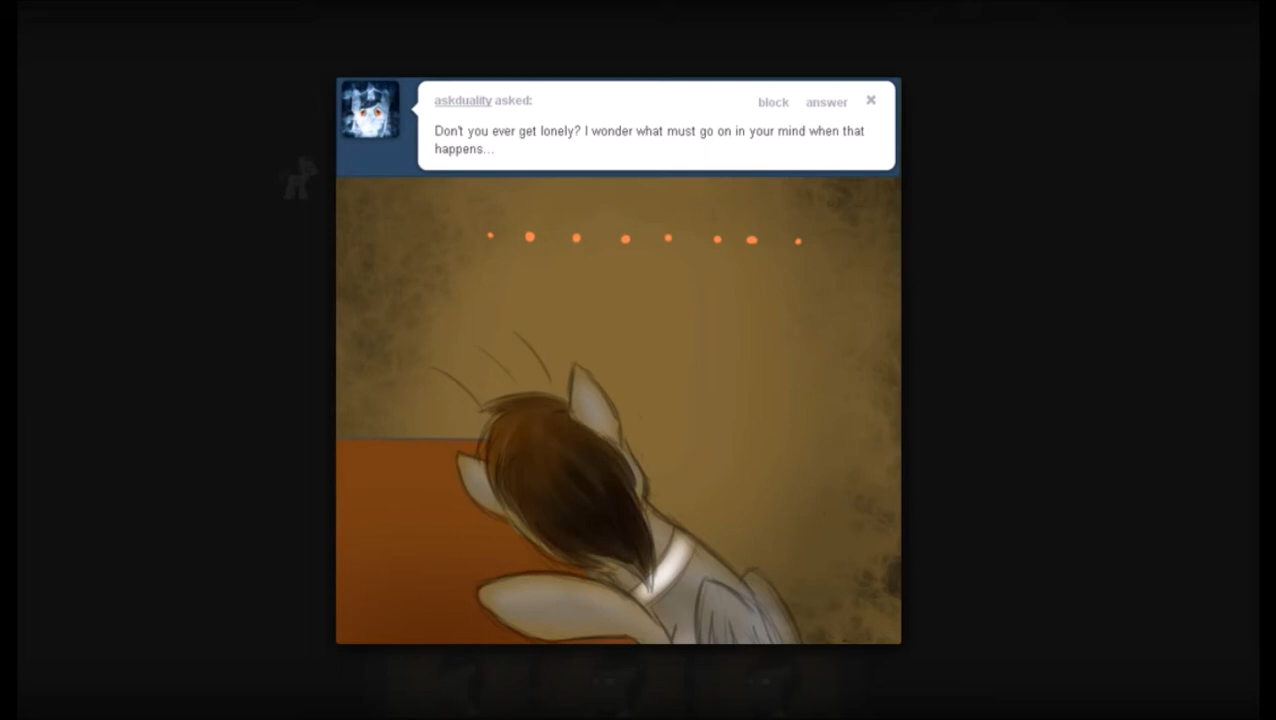 askduality asked:
block answer ×
Don't you ever get lonely? I wonder what must go on in your mind when that
happens...